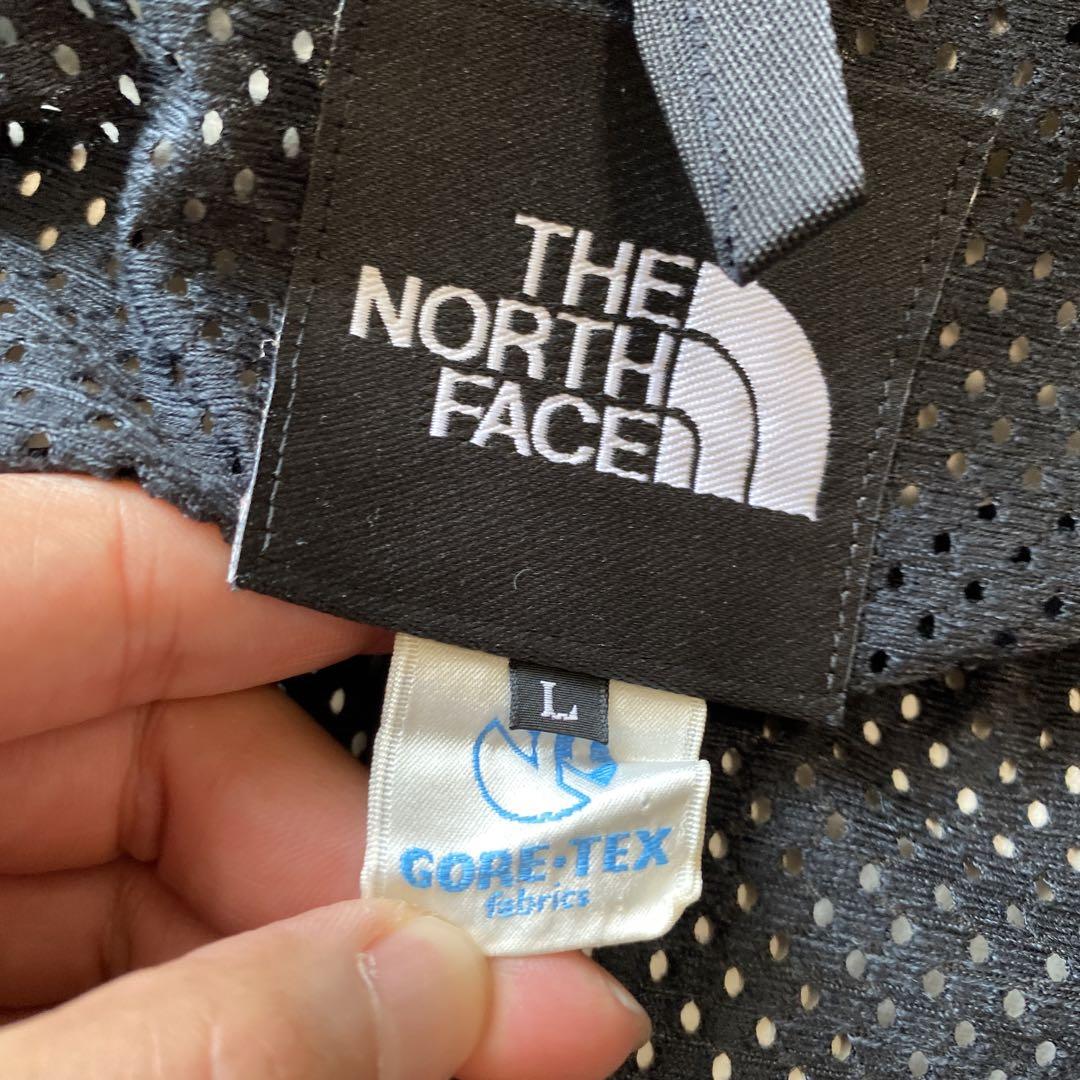 THE
NORTH
FACE
L
GORE-TEX
fabrics